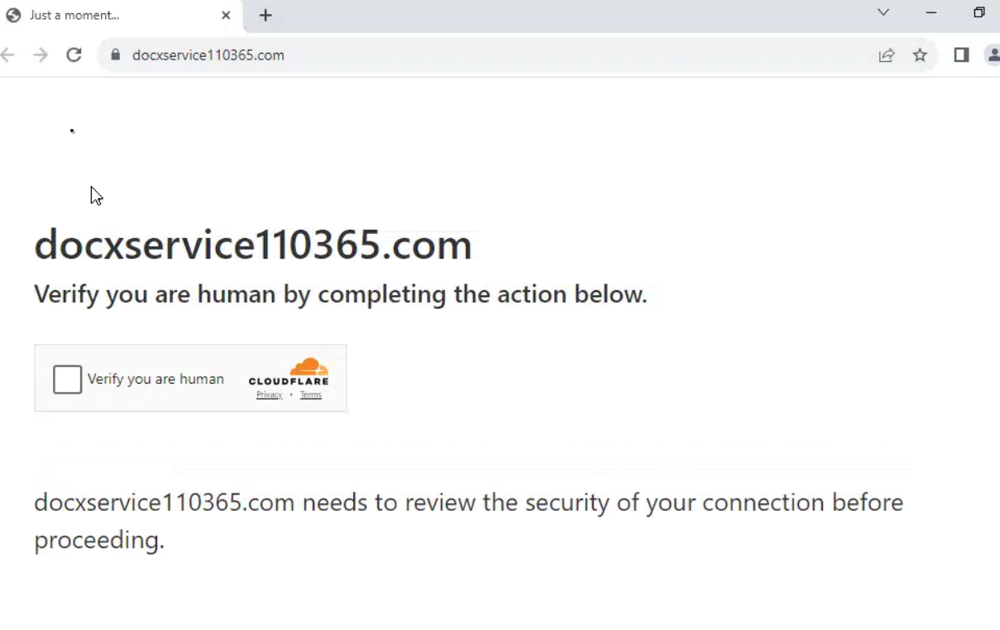 Just a moment...
docxservice110365.com
docxservice110365.com
Verify you are human by completing the action below.
Verify you are human
CLOUDFLARE
Privacy • Terms
docxservice110365.com needs to review the security of your connection before
proceeding.